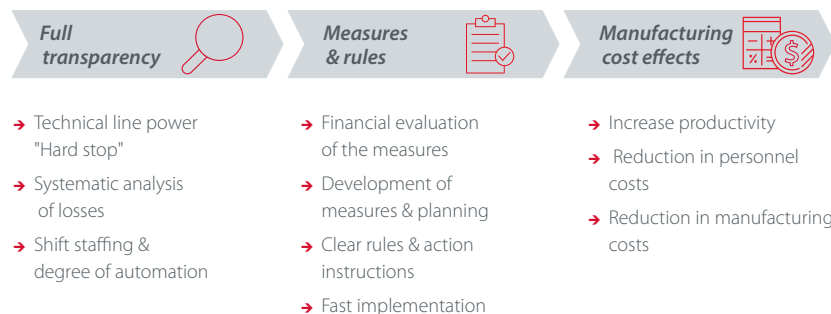 Full
transparency
Technical line power
"Hard stop"
Systematic analysis
of losses
Shift staffing &
degree of automation
Measures
& rules
Financial evaluation
of the measures
Development of
measures & planning
Clear rules & action
instructions
Fast implementation
Manufacturing
cost effects
Increase productivity
Reduction in personnel
costs
Reduction in manufacturing
costs